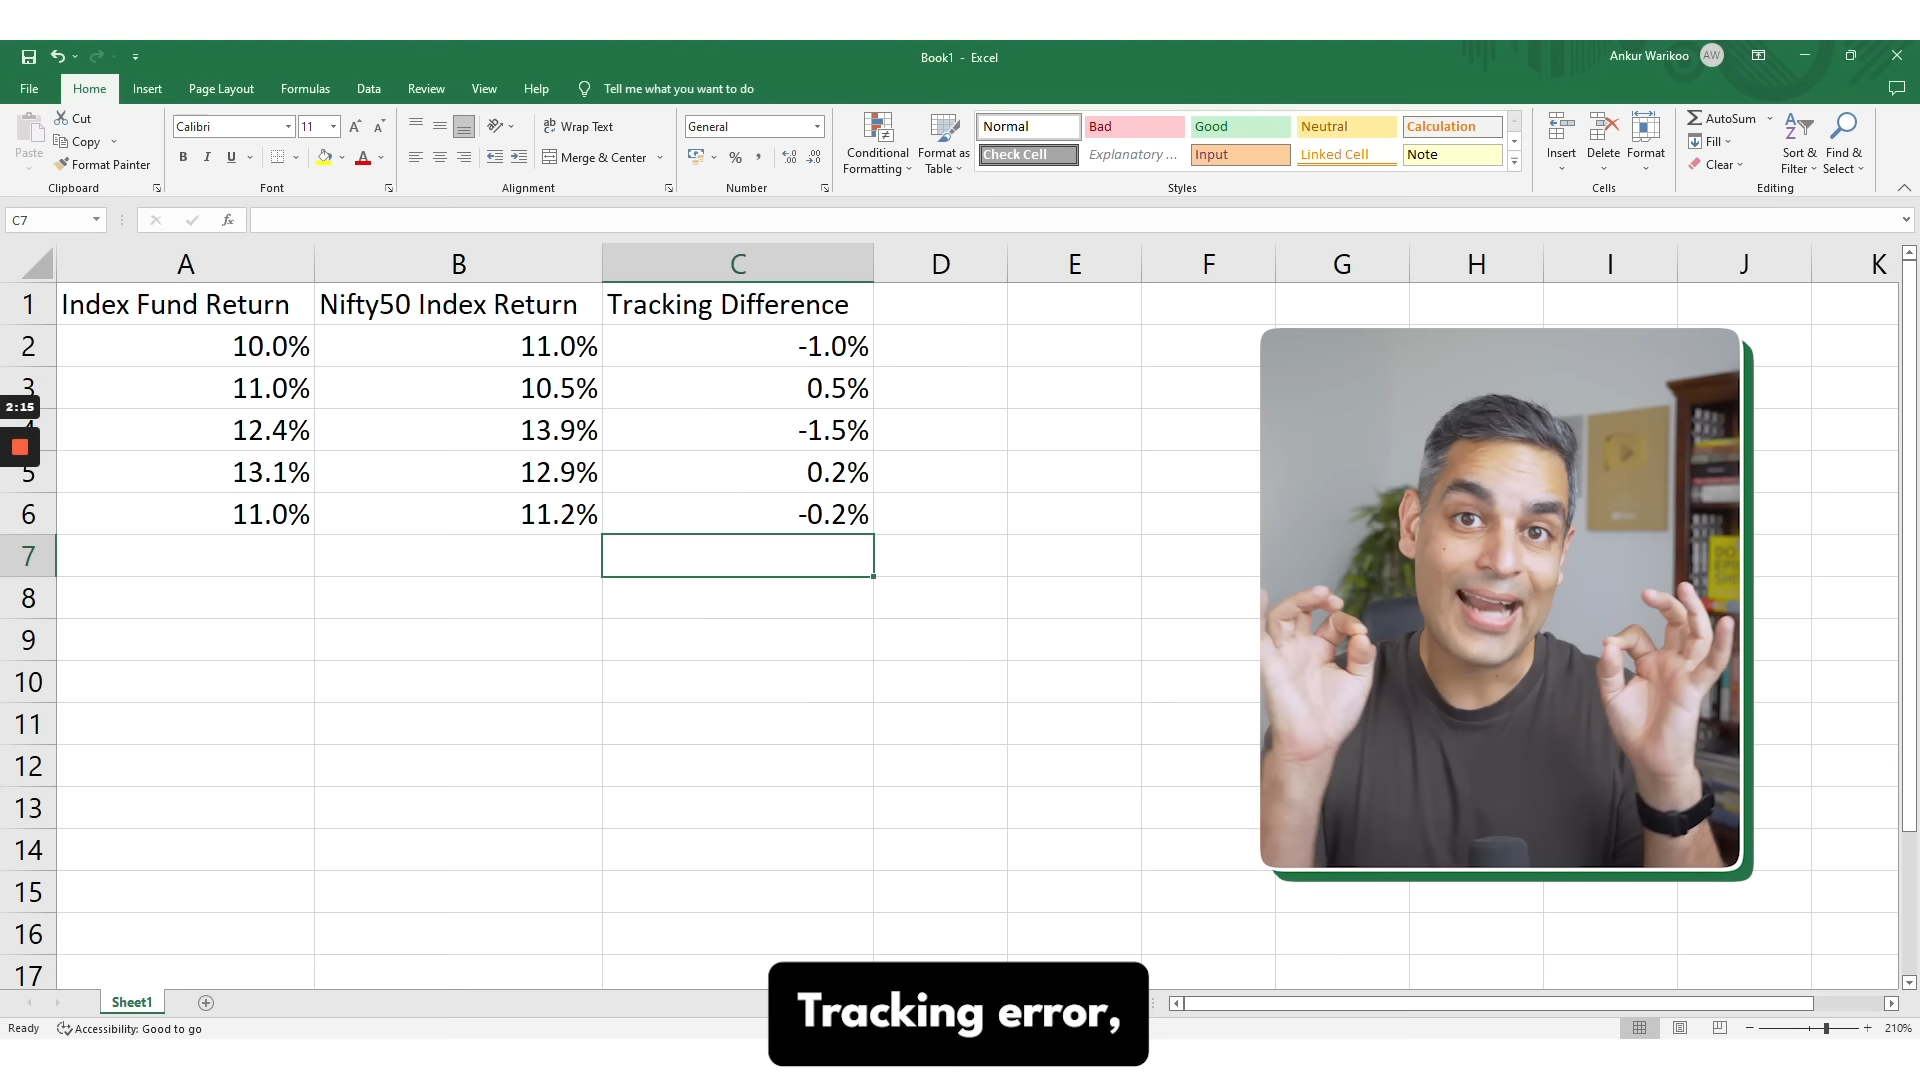 Book1 - Excel
Ankur Warikoo AW
File Home Insert Page Layout Formulas Data Review View Help Tell me what you want to do
Paste Cut Copy Format Painter
Calibri 11 A A
B I U A
Wrap Text
Merge & Center
General
% ,
Conditional Formatting
Format as Table
Normal Bad Good Neutral Calculation
Check Cell Explanatory ... Input Linked Cell Note
Insert Delete Format
AutoSum
Fill
Clear
Sort & Filter
Find & Select
Clipboard Font Alignment Number Styles Cells Editing
C7 fx
A B C D E F G H I J K
1 Index Fund Return Nifty50 Index Return Tracking Difference
2 10.0% 11.0% -1.0%
3 11.0% 10.5% 0.5%
2:15
4 12.4% 13.9% -1.5%
5 13.1% 12.9% 0.2%
6 11.0% 11.2% -0.2%
7
8
9
10
11
12
13
14
15
16
17
Sheet1
Tracking error,
Ready Accessibility: Good to go
210%